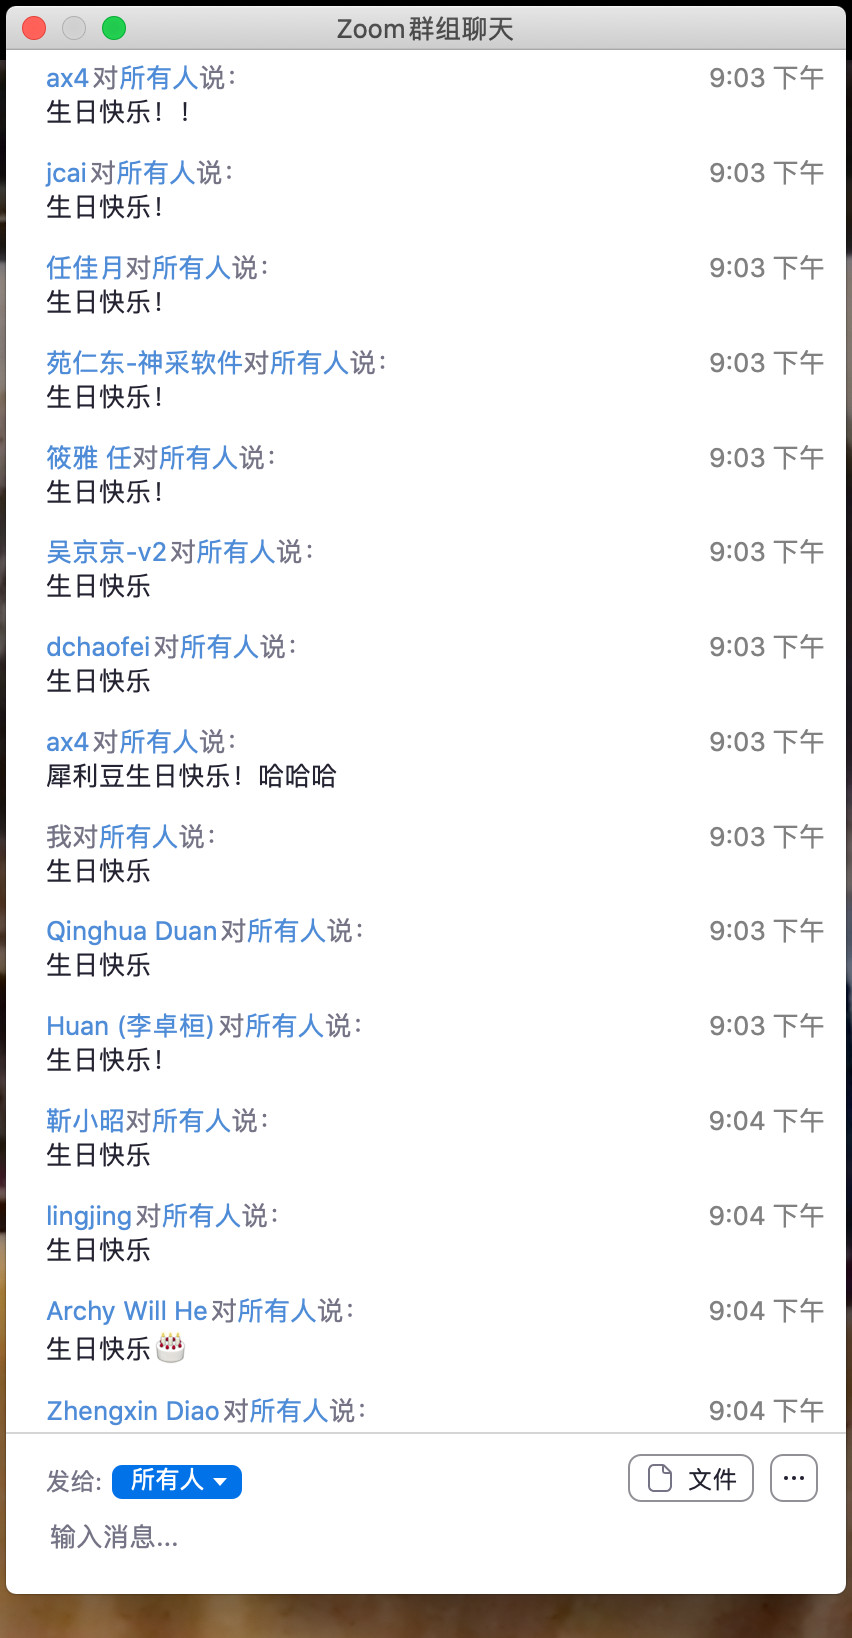 Zoom群组聊天
ax4对所有人说： 9:03 下午
生日快乐！！
jcai对所有人说： 9:03 下午
生日快乐！
任佳月对所有人说： 9:03 下午
生日快乐！
苑仁东-神采软件对所有人说： 9:03 下午
生日快乐！
筱雅 任对所有人说： 9:03 下午
生日快乐！
吴京京-v2对所有人说： 9:03 下午
生日快乐
dchaofei对所有人说： 9:03 下午
生日快乐
ax4对所有人说： 9:03 下午
犀利豆生日快乐！哈哈哈
我对所有人说： 9:03 下午
生日快乐
Qinghua Duan对所有人说： 9:03 下午
生日快乐
Huan (李卓桓)对所有人说： 9:03 下午
生日快乐！
靳小昭对所有人说： 9:04 下午
生日快乐
lingjing对所有人说： 9:04 下午
生日快乐
Archy Will He对所有人说： 9:04 下午
生日快乐🎂
Zhengxin Diao对所有人说： 9:04 下午
发给: 所有人 文件 ...
输入消息...